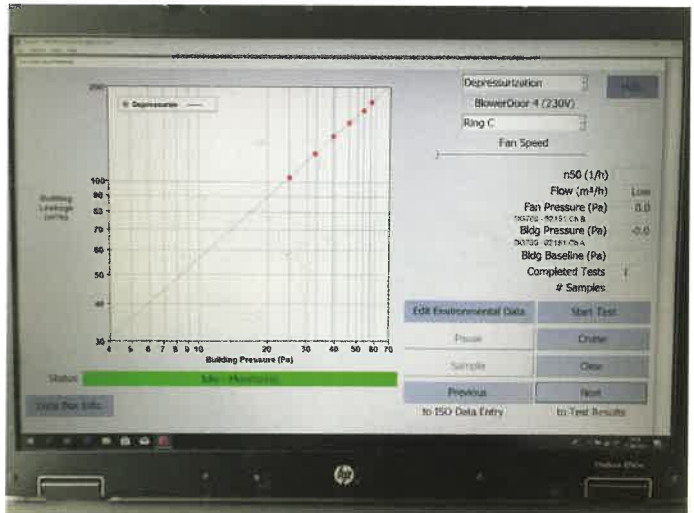 Depressurization
BlowerDoor 4 (230V)
Ring C
Fan Speed
n50 (1/h)
Flow (m³/h) Low
Fan Pressure (Pa) 0.0
Bldg Pressure (Pa) -0.0
Bldg Baseline (Pa)
Completed Tests
# Samples
Edit Environmental Data Start Test
Pause Cruise
Sample Clear
Previous Next
to ISO Data Entry to Test Results
Depressurize
200
100
90
80
70
60
50
40
30
4 5 6 7 8 9 10 20 30 40 50 60 70
Building Pressure (Pa)
Building
Leakage
Status Idle - Monitoring
hp